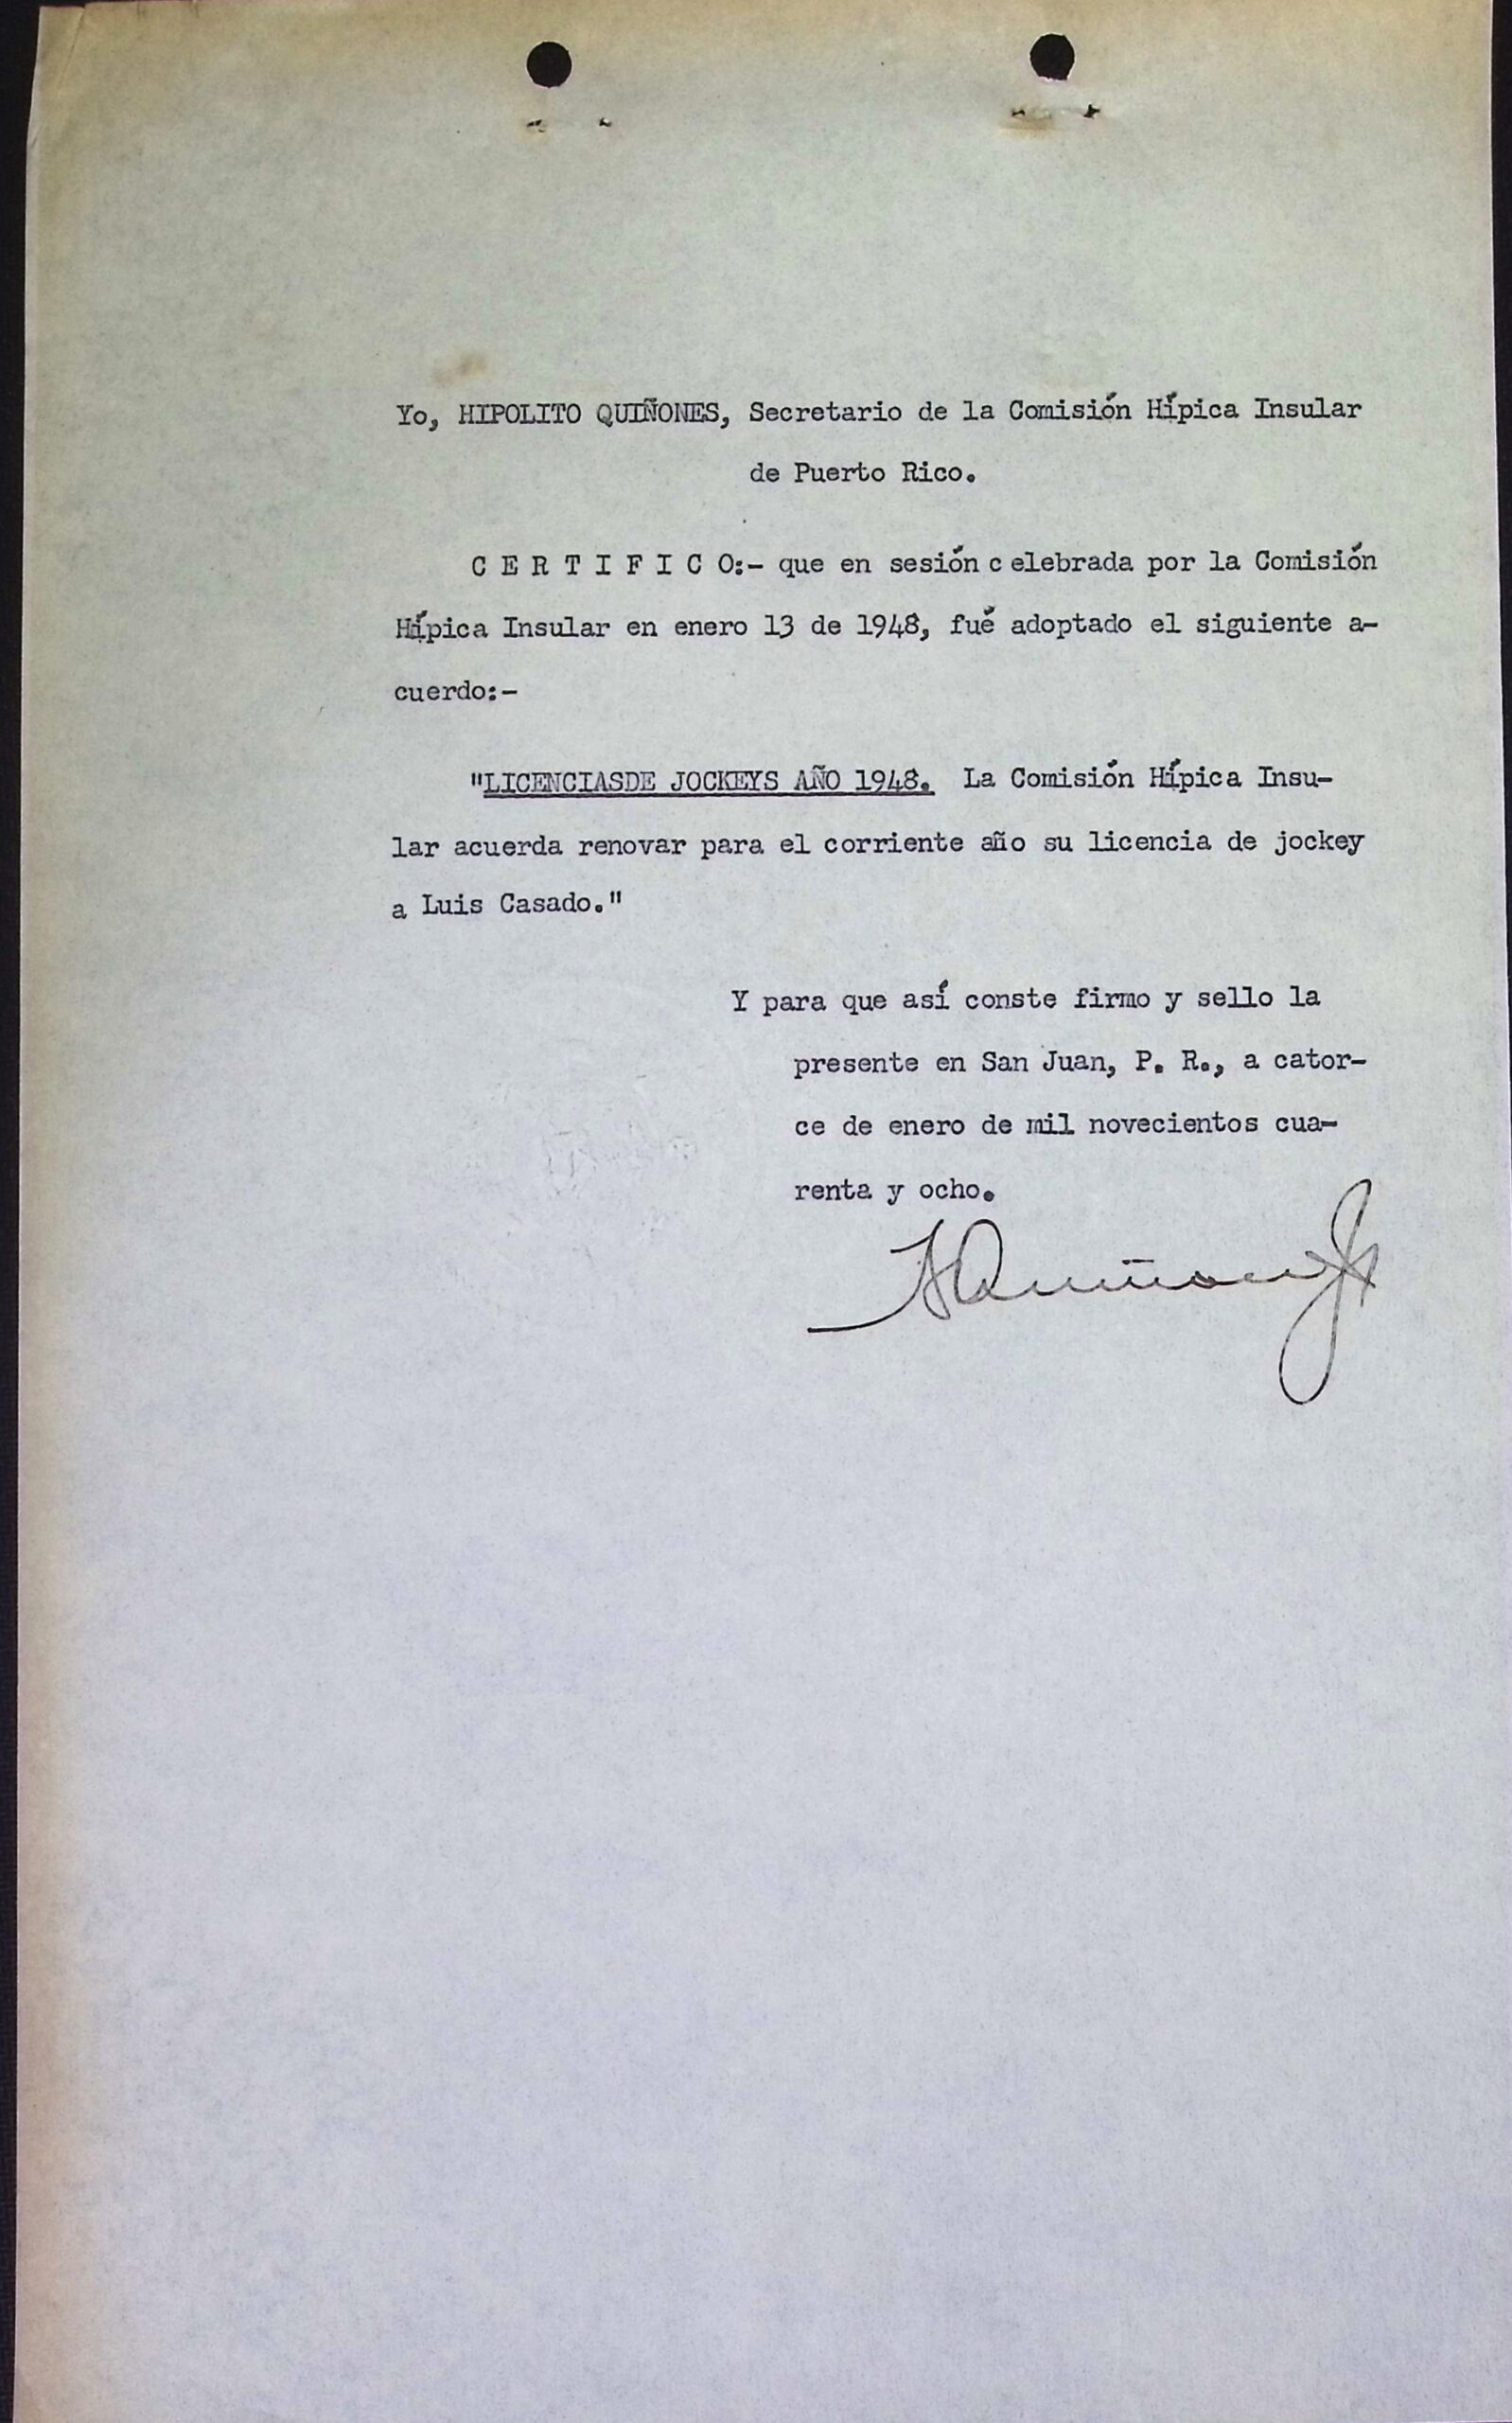 Yo, HIPOLITO QUIÑONES, Secretario de la Comisión Hípica Insular
de Puerto Rico.
C E R T I F I C O:- que en sesión c elebrada por la Comisión
Hípica Insular en enero 13 de 1948, fué adoptado el siguiente a-
cuerdo:-
"LICENCIASDE JOCKEYS AÑO 1948. La Comisión Hípica Insu-
lar acuerda renovar para el corriente año su licencia de jockey
a Luis Casado."
Y para que así conste firmo y sello la
presente en San Juan, P. R., a cator-
ce de enero de mil novecientos cua-
renta y ocho.
HQuiñones